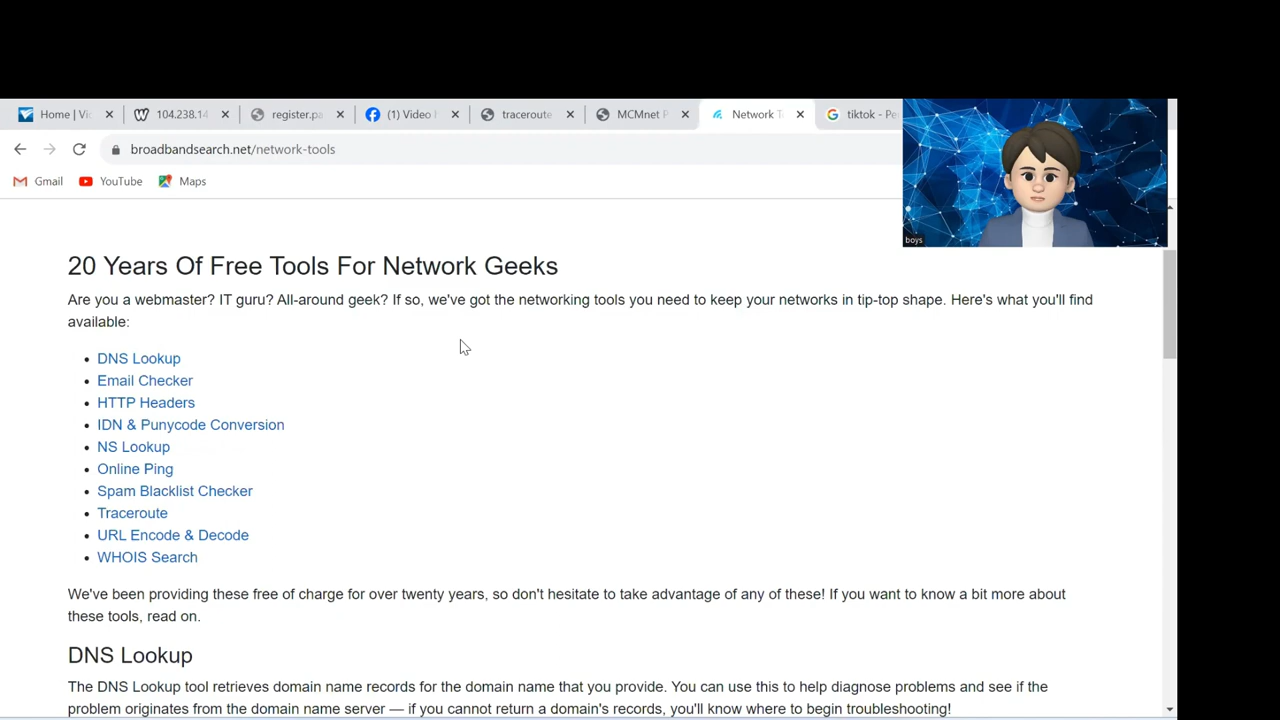 Home | Vi
104.238.14
register.pa
(1) Video
traceroute
MCMnet
Network T
tiktok - Pe
broadbandsearch.net/network-tools
Gmail
YouTube
Maps
boys
20 Years Of Free Tools For Network Geeks
Are you a webmaster? IT guru? All-around geek? If so, we've got the networking tools you need to keep your networks in tip-top shape. Here's what you'll find
available:
DNS Lookup
Email Checker
HTTP Headers
IDN & Punycode Conversion
NS Lookup
Online Ping
Spam Blacklist Checker
Traceroute
URL Encode & Decode
WHOIS Search
We've been providing these free of charge for over twenty years, so don't hesitate to take advantage of any of these! If you want to know a bit more about
these tools, read on.
DNS Lookup
The DNS Lookup tool retrieves domain name records for the domain name that you provide. You can use this to help diagnose problems and see if the
problem originates from the domain name server — if you cannot return a domain's records, you'll know where to begin troubleshooting!